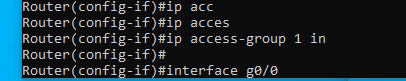 Router(config-if)#ip acc
Router(config-if)#ip acces
Router(config-if)#ip access-group 1 in
Router(config-if)#
Router(config-if)#interface g0/0